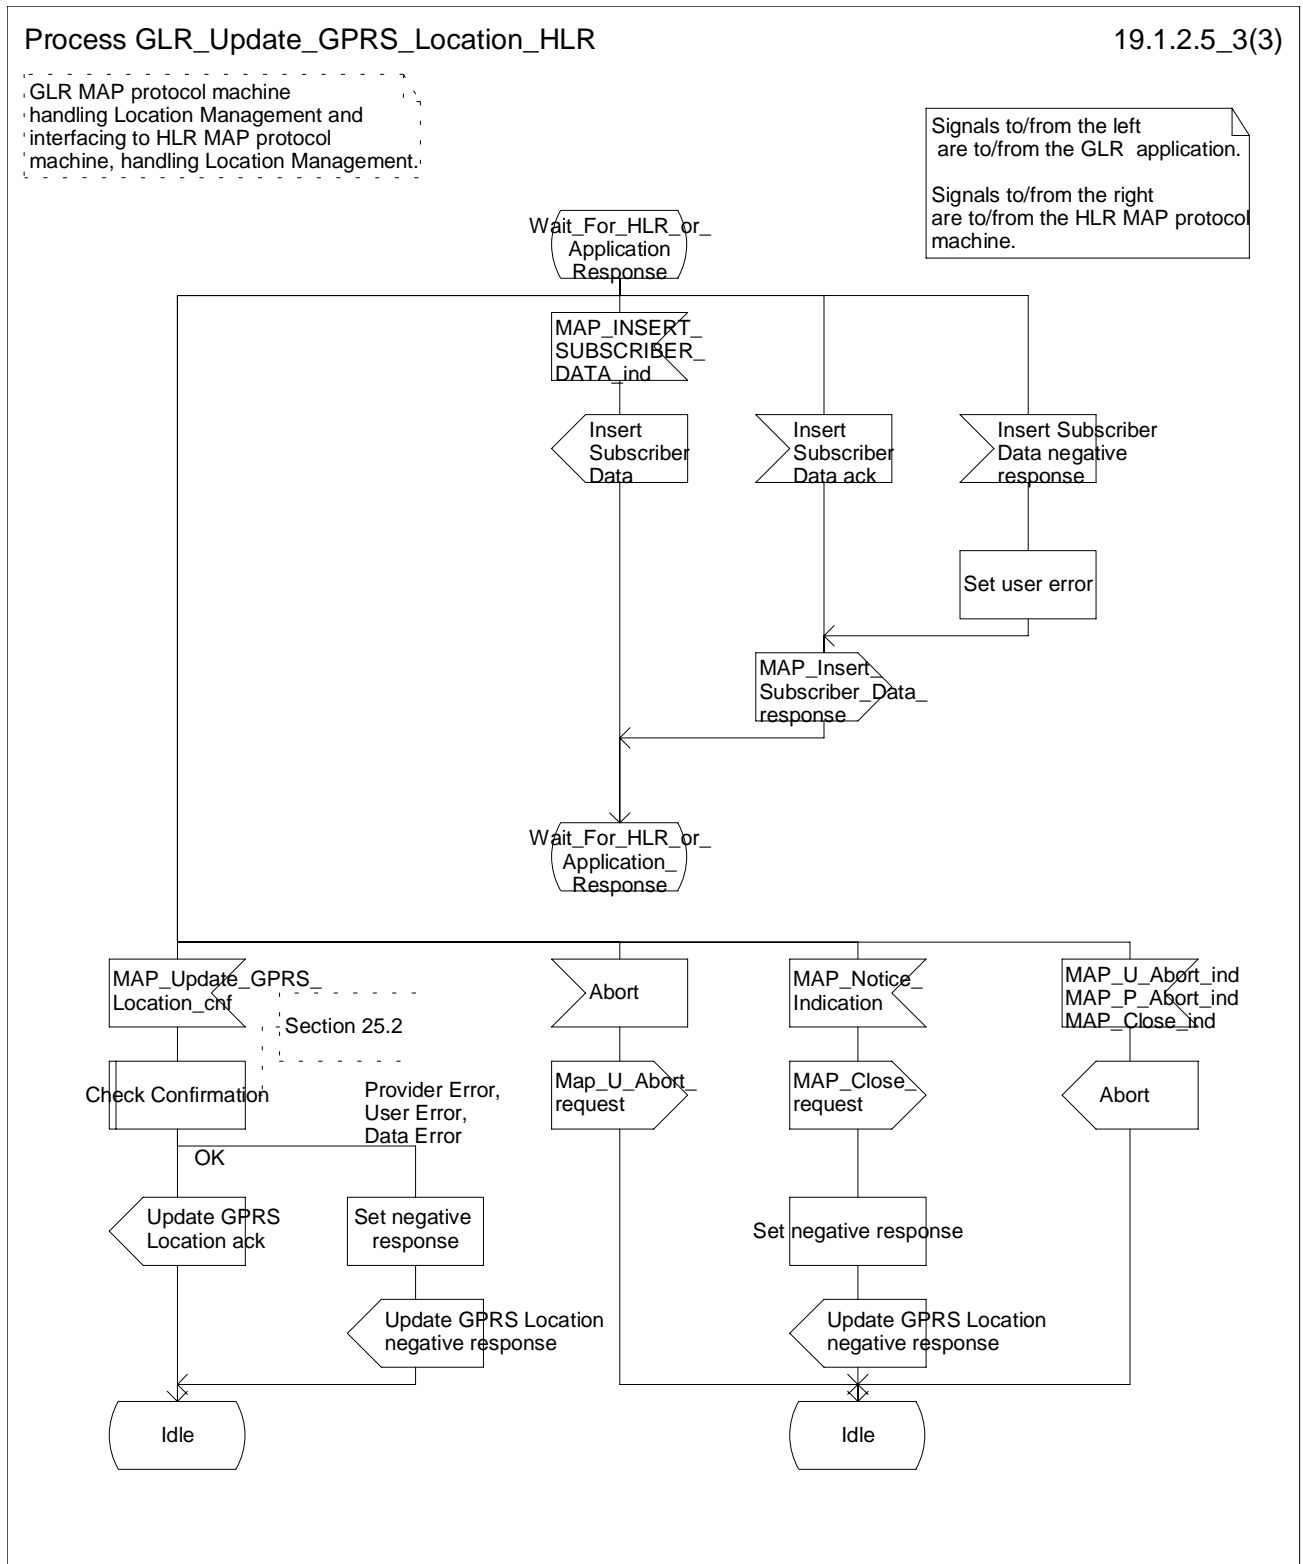 Process GLR_Update_GPRS_Location_HLR
19.1.2.5_3(3)
GLR MAP protocol machine
handling Location Management and
interfacing to HLR MAP protocol
machine, handling Location Management.
Signals to/from the left
are to/from the GLR application.
Signals to/from the right
are to/from the HLR MAP protocol
machine.
Wait_For_HLR_or_
Application
Response
MAP_INSERT_
SUBSCRIBER_
DATA_ind
Insert
Subscriber
Data
Insert
Subscriber
Data ack
Insert Subscriber
Data negative
response
Set user error
MAP_Insert_
Subscriber_Data_
response
Wait_For_HLR_or_
Application_
Response
MAP_Update_GPRS_
Location_cnf
Section 25.2
Abort
MAP_Notice_
Indication
MAP_U_Abort_ind
MAP_P_Abort_ind
MAP_Close_ind
Check Confirmation
Provider Error,
User Error,
Data Error
Map_U_Abort_
request
MAP_Close_
request
Abort
OK
Update GPRS
Location ack
Set negative
response
Set negative response
Update GPRS Location
negative response
Update GPRS Location
negative response
Idle
Idle